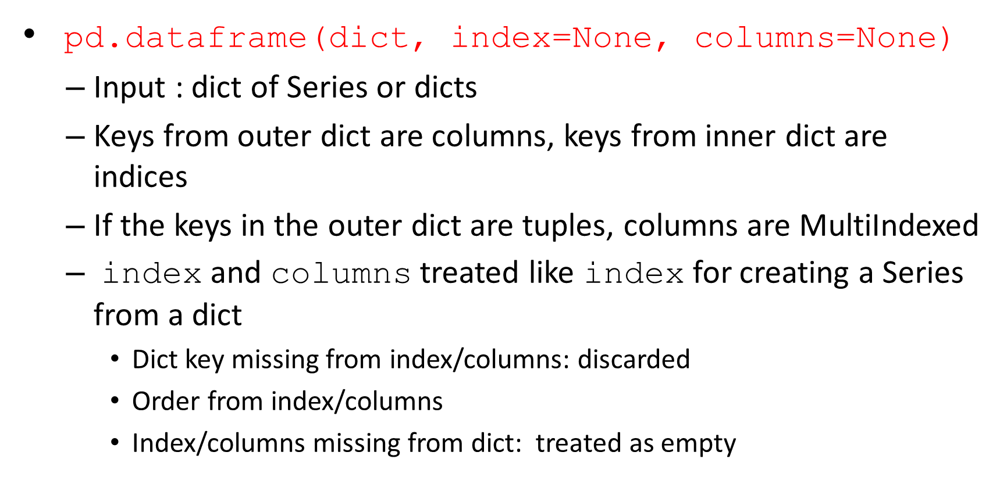 • pd.dataframe(dict, index=None, columns=None)
– Input : dict of Series or dicts
– Keys from outer dict are columns, keys from inner dict are
indices
– If the keys in the outer dict are tuples, columns are MultiIndexed
– index and columns treated like index for creating a Series
from a dict
• Dict key missing from index/columns: discarded
• Order from index/columns
• Index/columns missing from dict:  treated as empty